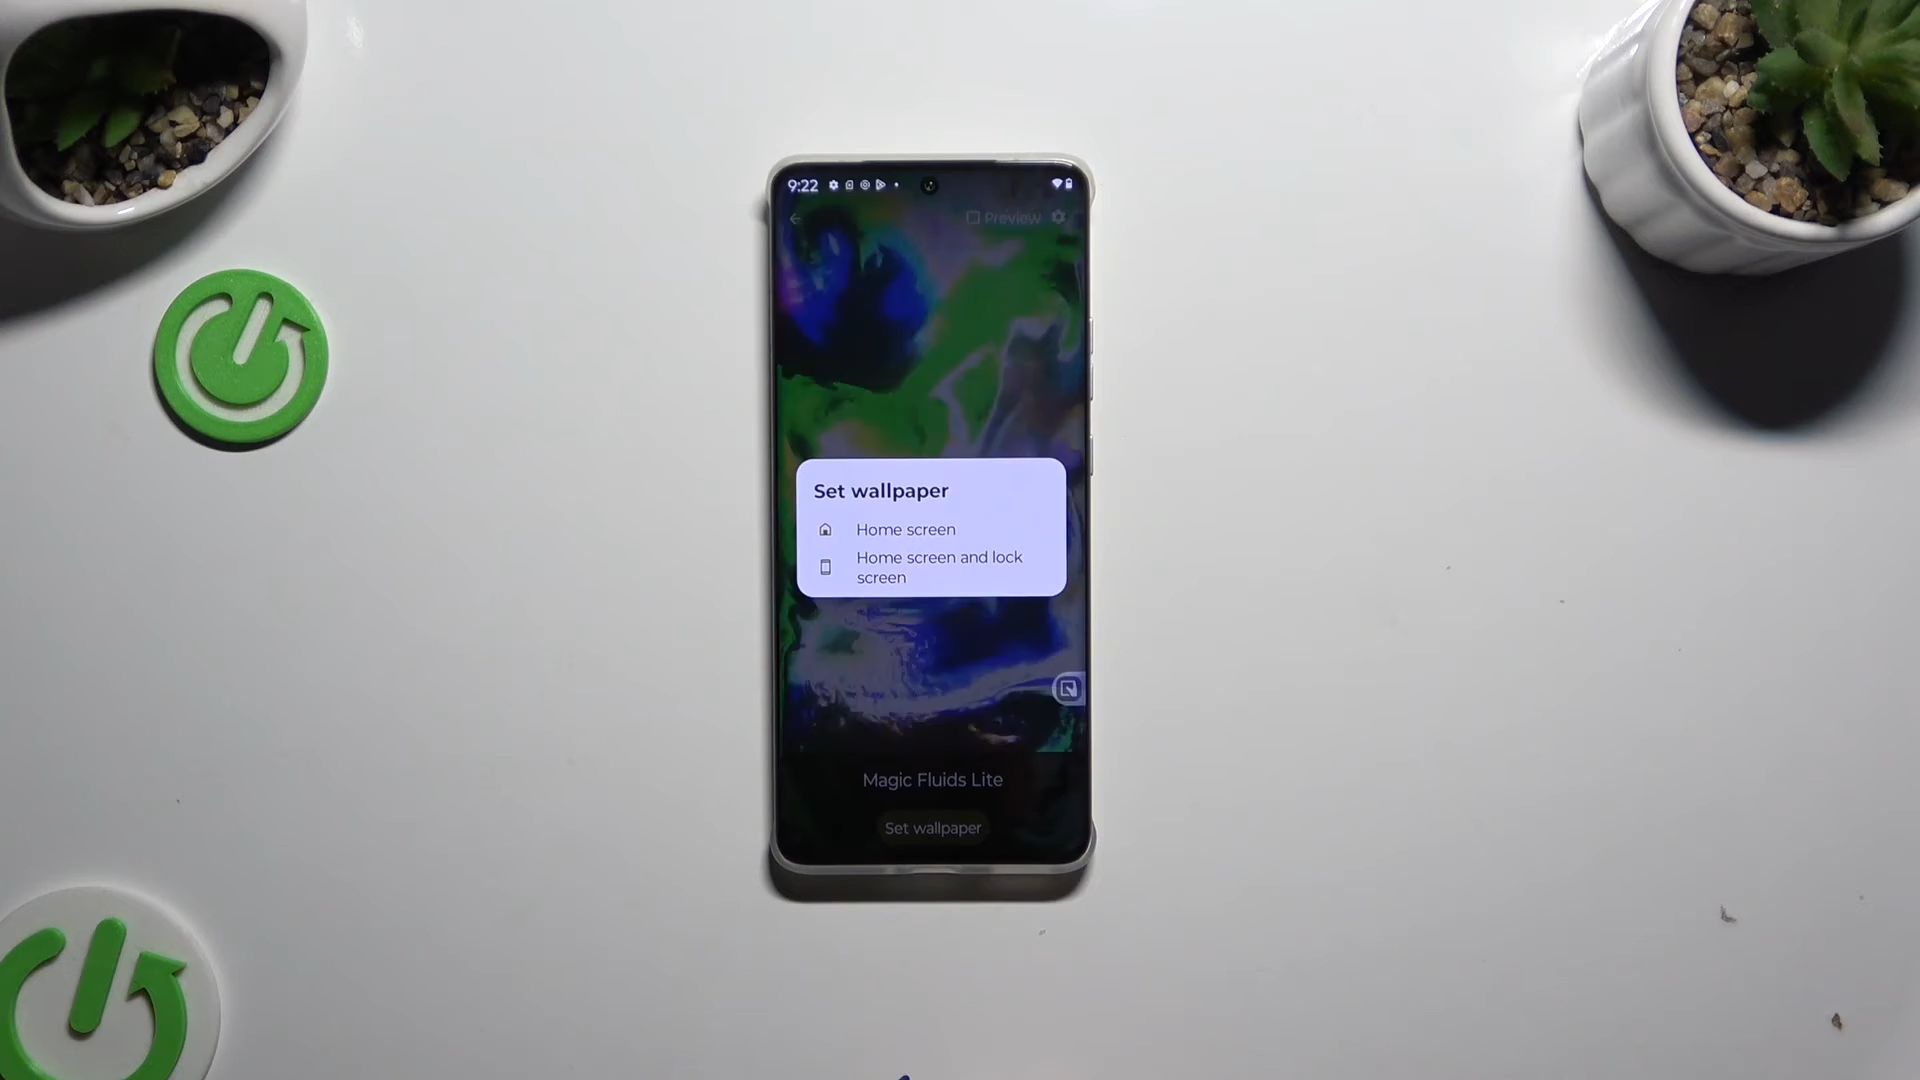 9:22
Preview
Set wallpaper
Home screen
Home screen and lock
screen
Magic Fluids Lite
Set wallpaper